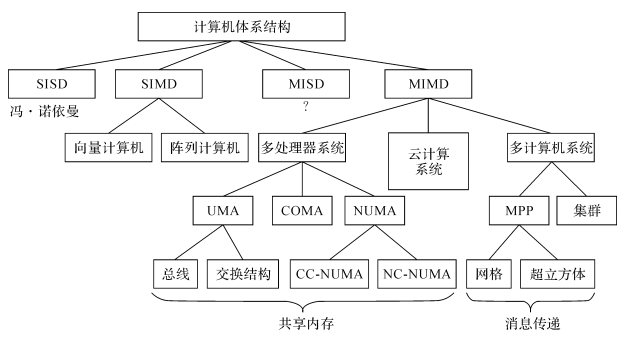 计算机体系结构
SISD
SIMD
MISD
MIMD
冯·诺依曼
?
向量计算机
阵列计算机
多处理器系统
云计算
系统
多计算机系统
UMA
COMA
NUMA
MPP
集群
总线
交换结构
CC-NUMA
NC-NUMA
网格
超立方体
共享内存
消息传递